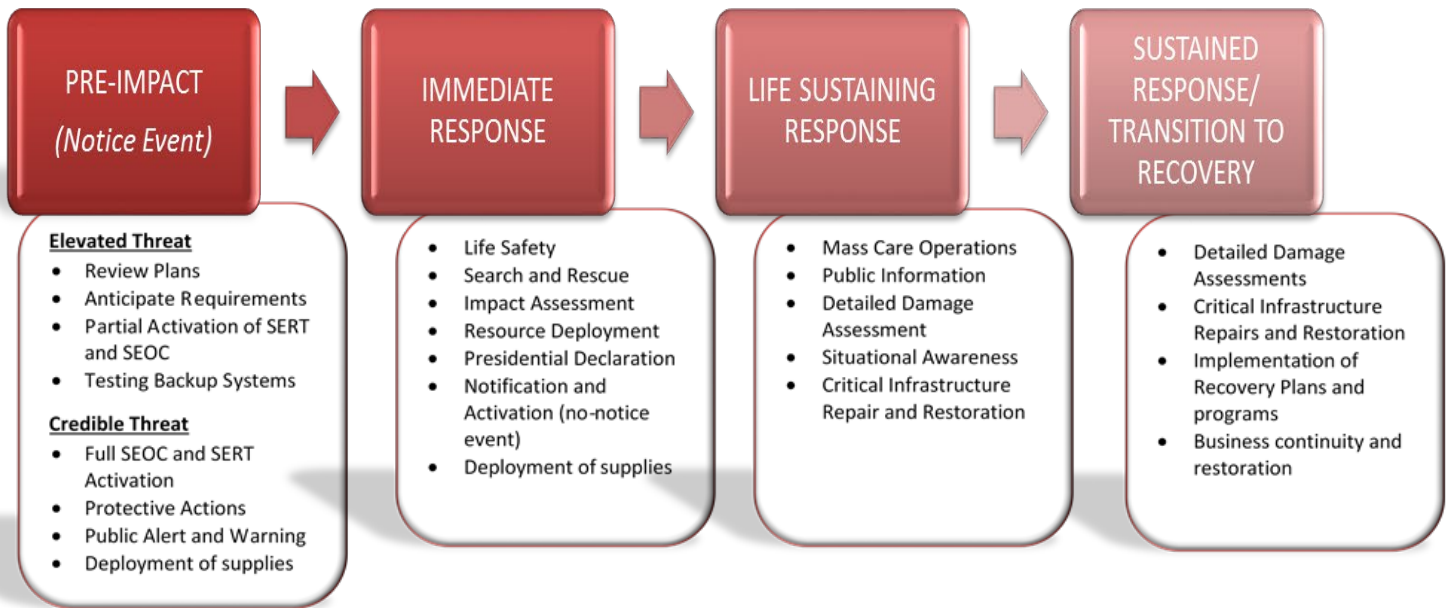 PRE-IMPACT
(Notice Event)
Elevated Threat
• Review Plans
• Anticipate Requirements
• Partial Activation of SERT
and SEOC
• Testing Backup Systems
Credible Threat
• Full SEOC and SERT
Activation
• Protective Actions
• Public Alert and Warning
• Deployment of supplies
IMMEDIATE
RESPONSE
• Life Safety
• Search and Rescue
• Impact Assessment
• Resource Deployment
• Presidential Declaration
• Notification and
Activation (no-notice
event)
• Deployment of supplies
LIFE SUSTAINING
RESPONSE
• Mass Care Operations
• Public Information
• Detailed Damage
Assessment
• Situational Awareness
• Critical Infrastructure
Repair and Restoration
SUSTAINED
RESPONSE/
TRANSITION TO
RECOVERY
• Detailed Damage
Assessments
• Critical Infrastructure
Repairs and Restoration
• Implementation of
Recovery Plans and
programs
• Business continuity and
restoration